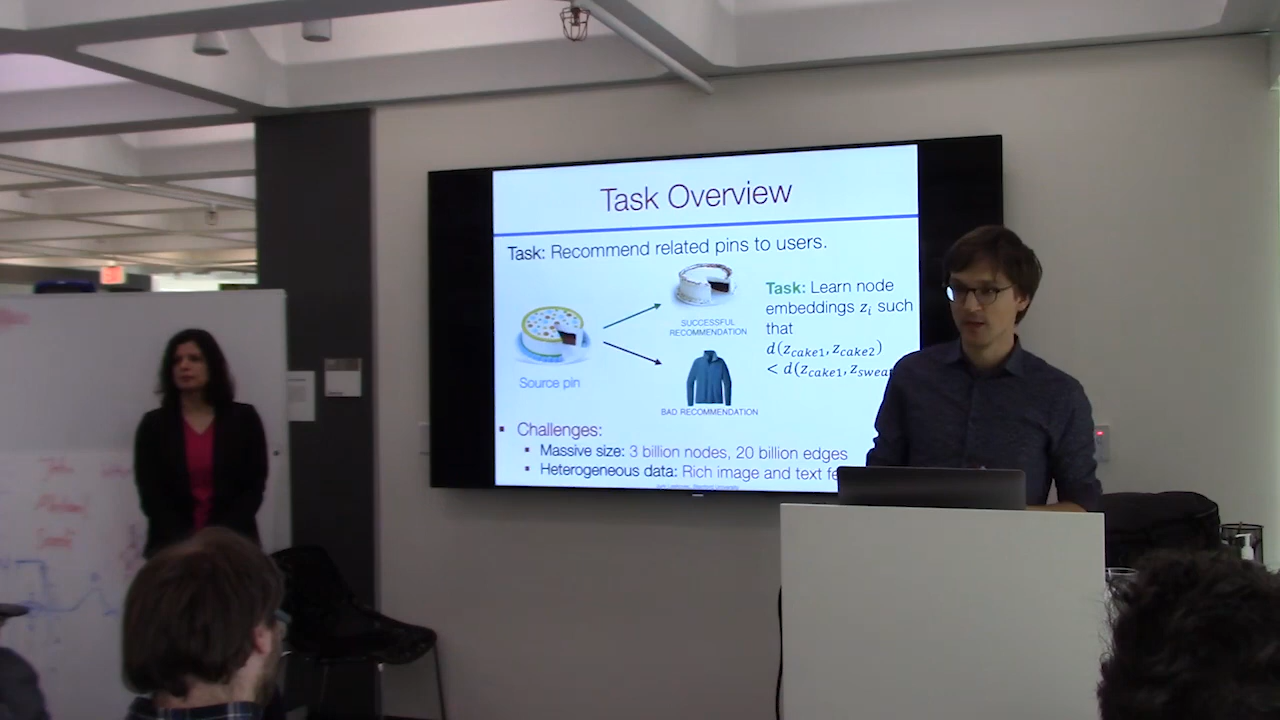 Task Overview
Task: Recommend related pins to users.
Source pin
SUCCESSFUL
RECOMMENDATION
BAD RECOMMENDATION
Task: Learn node
embeddings z_i such
that
d(z_cake1, z_cake2)
< d(z_cake1, z_swea
Challenges:
Massive size: 3 billion nodes, 20 billion edges
Heterogeneous data: Rich image and text fe